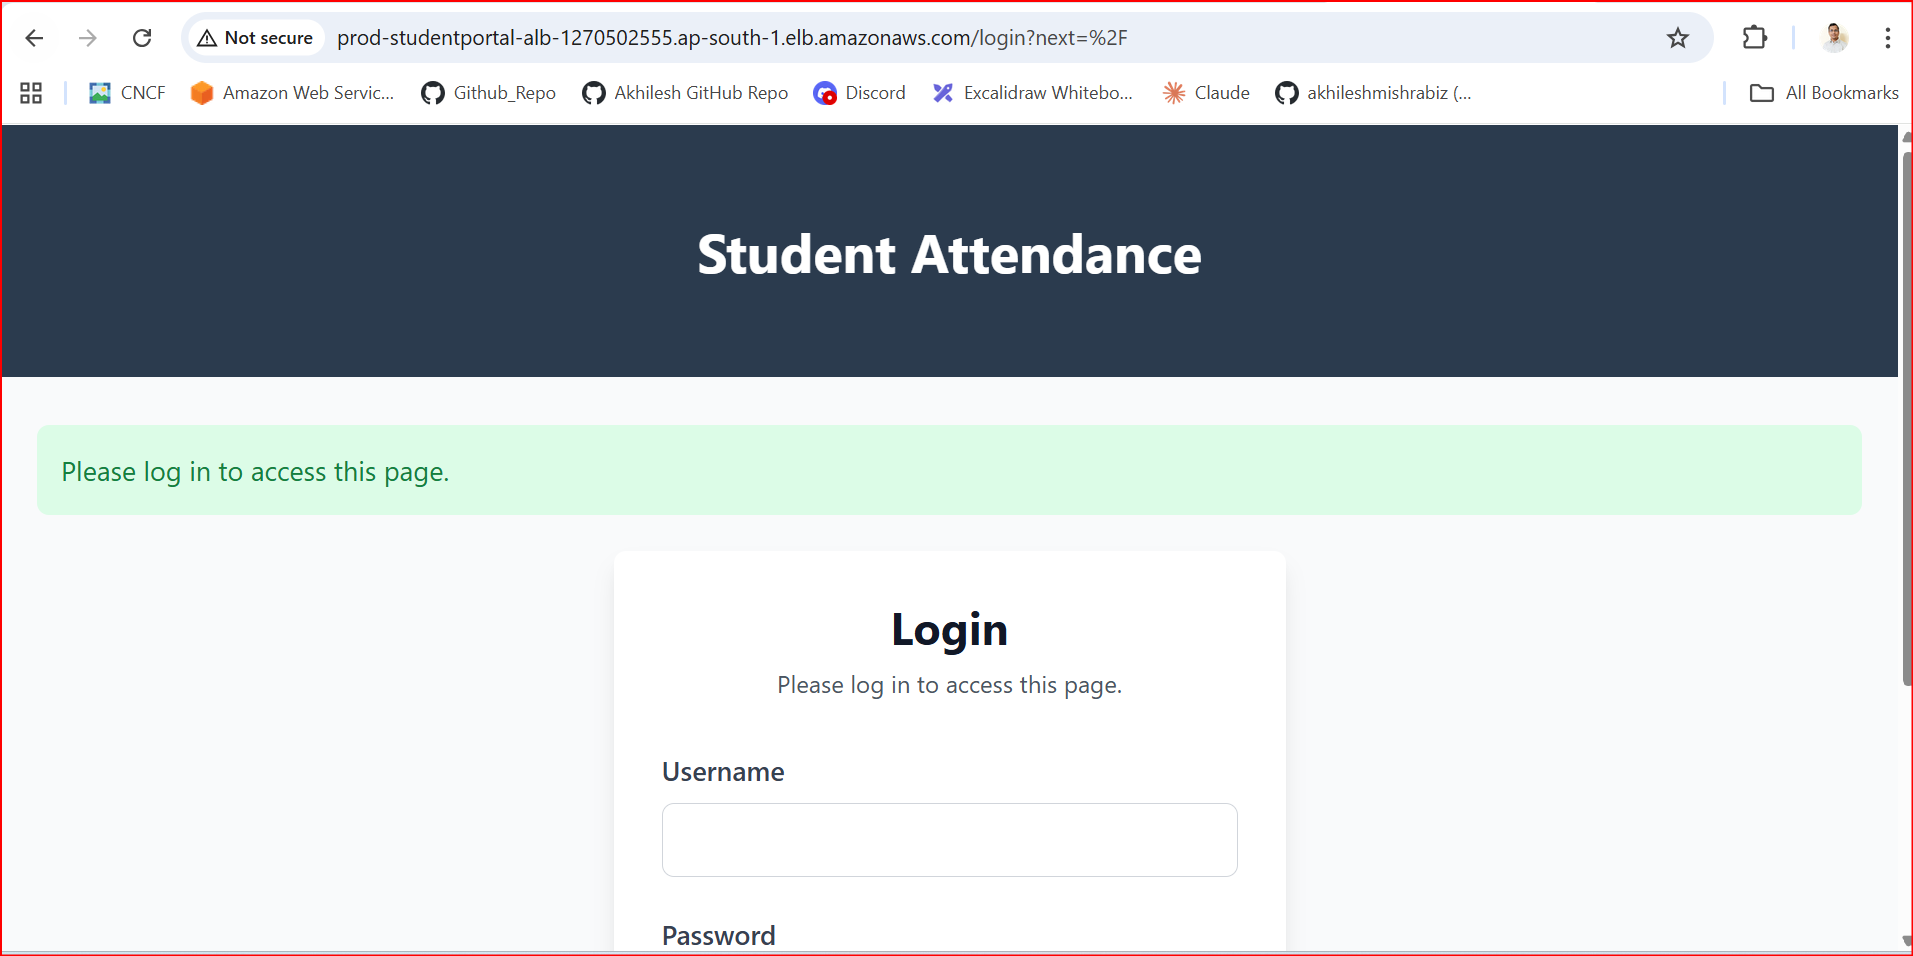 Not secure prod-studentportal-alb-1270502555.ap-south-1.elb.amazonaws.com/login?next=%2F
CNCF Amazon Web Servic... Github_Repo Akhilesh GitHub Repo Discord Excalidraw Whitebo... Claude akhileshmishrabiz (... All Bookmarks
Student Attendance
Please log in to access this page.
Login
Please log in to access this page.
Username
Password